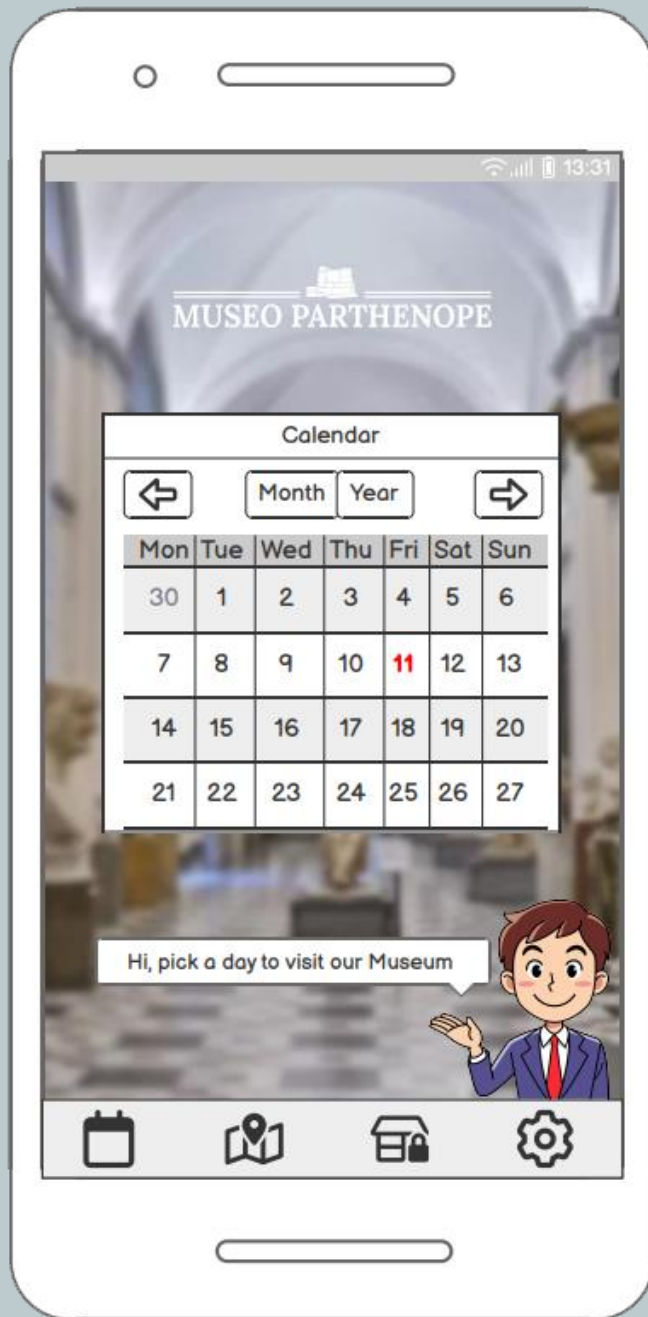 13:31
MUSEO PARTHENOPE
Calendar
Month Year
Mon Tue Wed Thu Fri Sat Sun
30 1 2 3 4 5 6
7 8 9 10 11 12 13
14 15 16 17 18 19 20
21 22 23 24 25 26 27
Hi, pick a day to visit our Museum